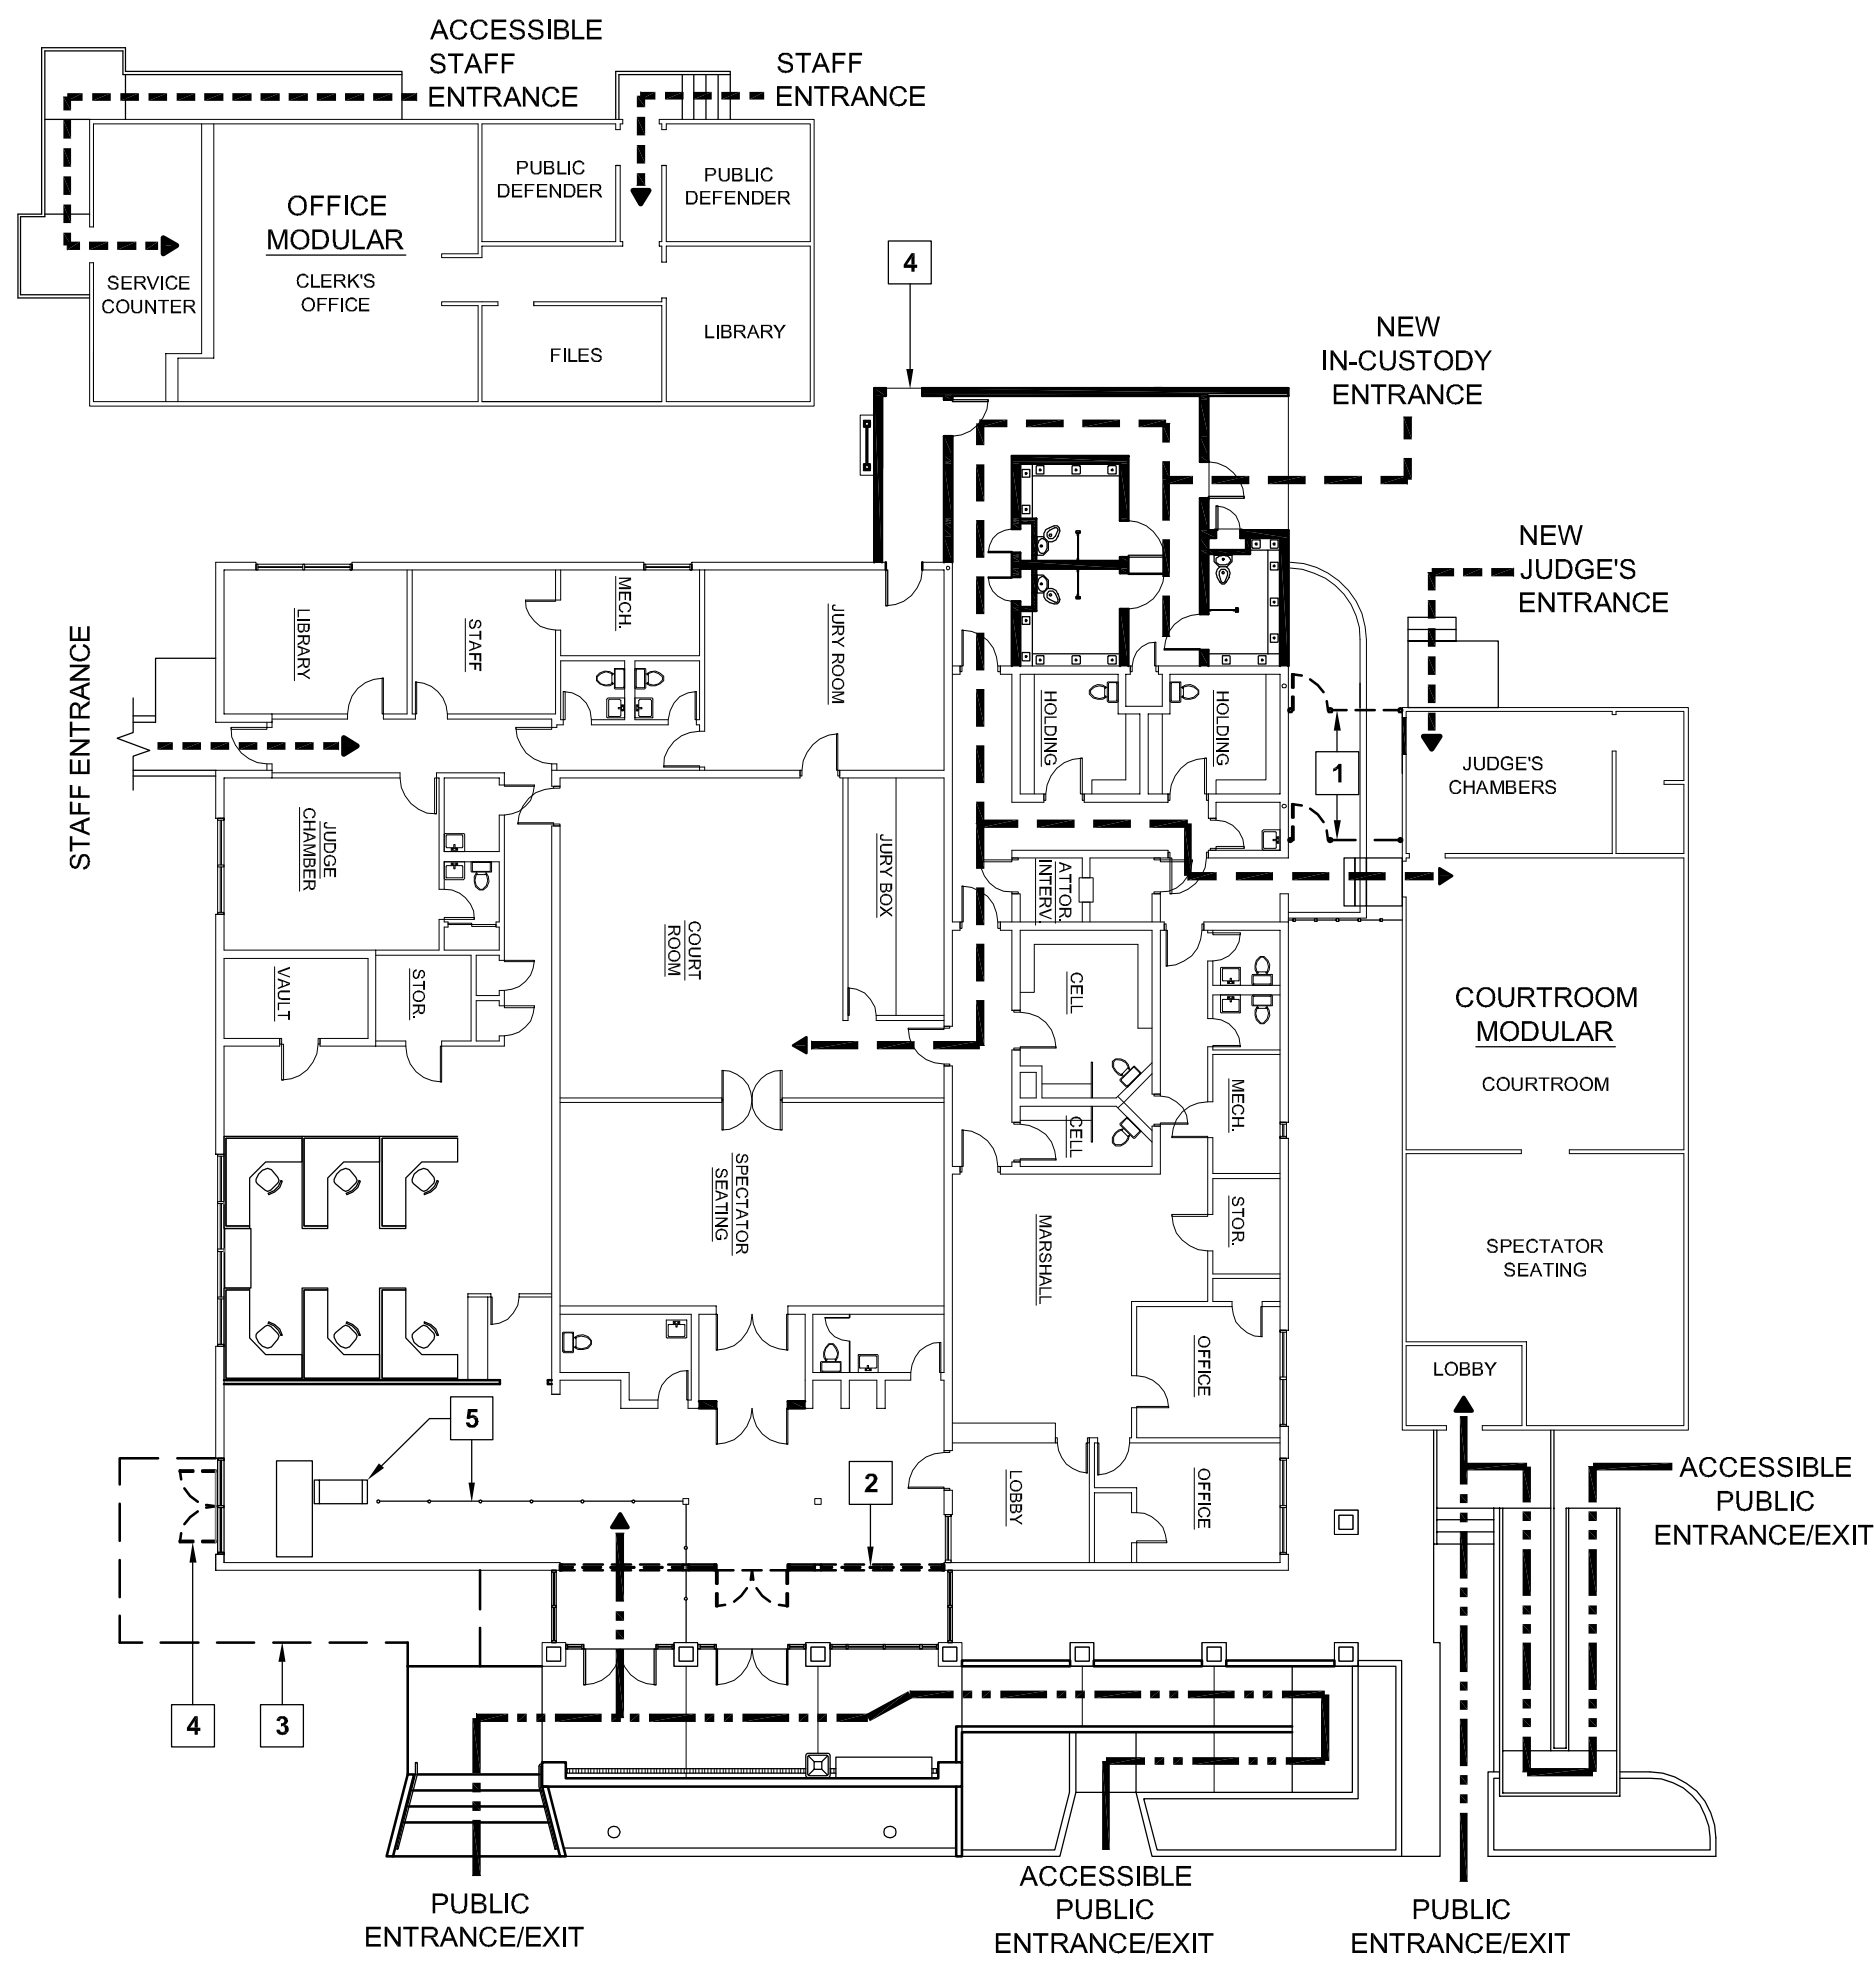 ACCESSIBLE
STAFF
ENTRANCE
STAFF
ENTRANCE
PUBLIC
DEFENDER
PUBLIC
DEFENDER
OFFICE
MODULAR
CLERK'S
OFFICE
SERVICE
COUNTER
FILES
LIBRARY
4
NEW
IN-CUSTODY
ENTRANCE
NEW
JUDGE'S
ENTRANCE
STAFF ENTRANCE
LIBRARY
STAFF
MECH.
JURY ROOM
HOLDING
HOLDING
1
JUDGE'S
CHAMBERS
JUDGE
CHAMBER
JURY BOX
ATTOR.
INTERV.
COURT
ROOM
VAULT
STOR.
CELL
COURTROOM
MODULAR
COURTROOM
MECH.
CELL
SPECTATOR
SEATING
MARSHALL
STOR.
SPECTATOR
SEATING
OFFICE
LOBBY
5
2
LOBBY
OFFICE
ACCESSIBLE
PUBLIC
ENTRANCE/EXIT
4
3
PUBLIC
ENTRANCE/EXIT
ACCESSIBLE
PUBLIC
ENTRANCE/EXIT
PUBLIC
ENTRANCE/EXIT